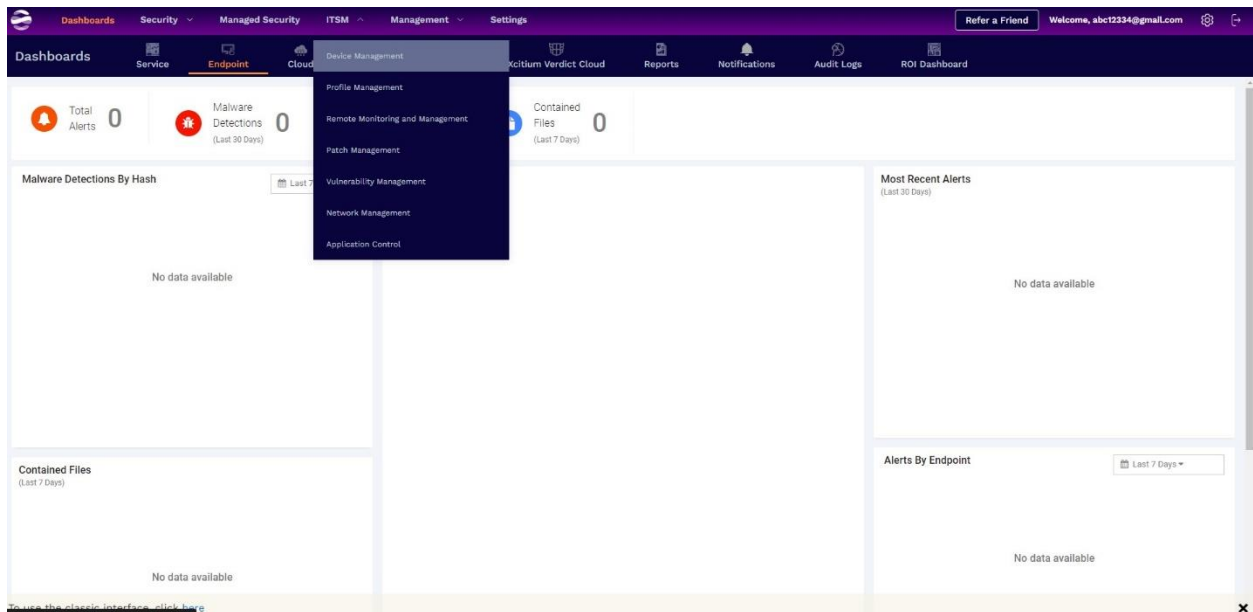 Dashboards
Security
Managed Security
ITSM
Management
Settings
Refer a Friend
Welcome, abc12334@gmail.com
Dashboards
Service
Endpoint
Cloud
Xcitium Verdict Cloud
Reports
Notifications
Audit Logs
ROI Dashboard
Device Management
Profile Management
Remote Monitoring and Management
Patch Management
Vulnerability Management
Network Management
Application Control
Total
Alerts
0
Malware
Detections
(Last 30 Days)
0
Contained
Files
(Last 7 Days)
0
Malware Detections By Hash
Last 7
No data available
Most Recent Alerts
(Last 30 Days)
No data available
Contained Files
(Last 7 Days)
No data available
Alerts By Endpoint
Last 7 Days
No data available
To use the classic interface, click here